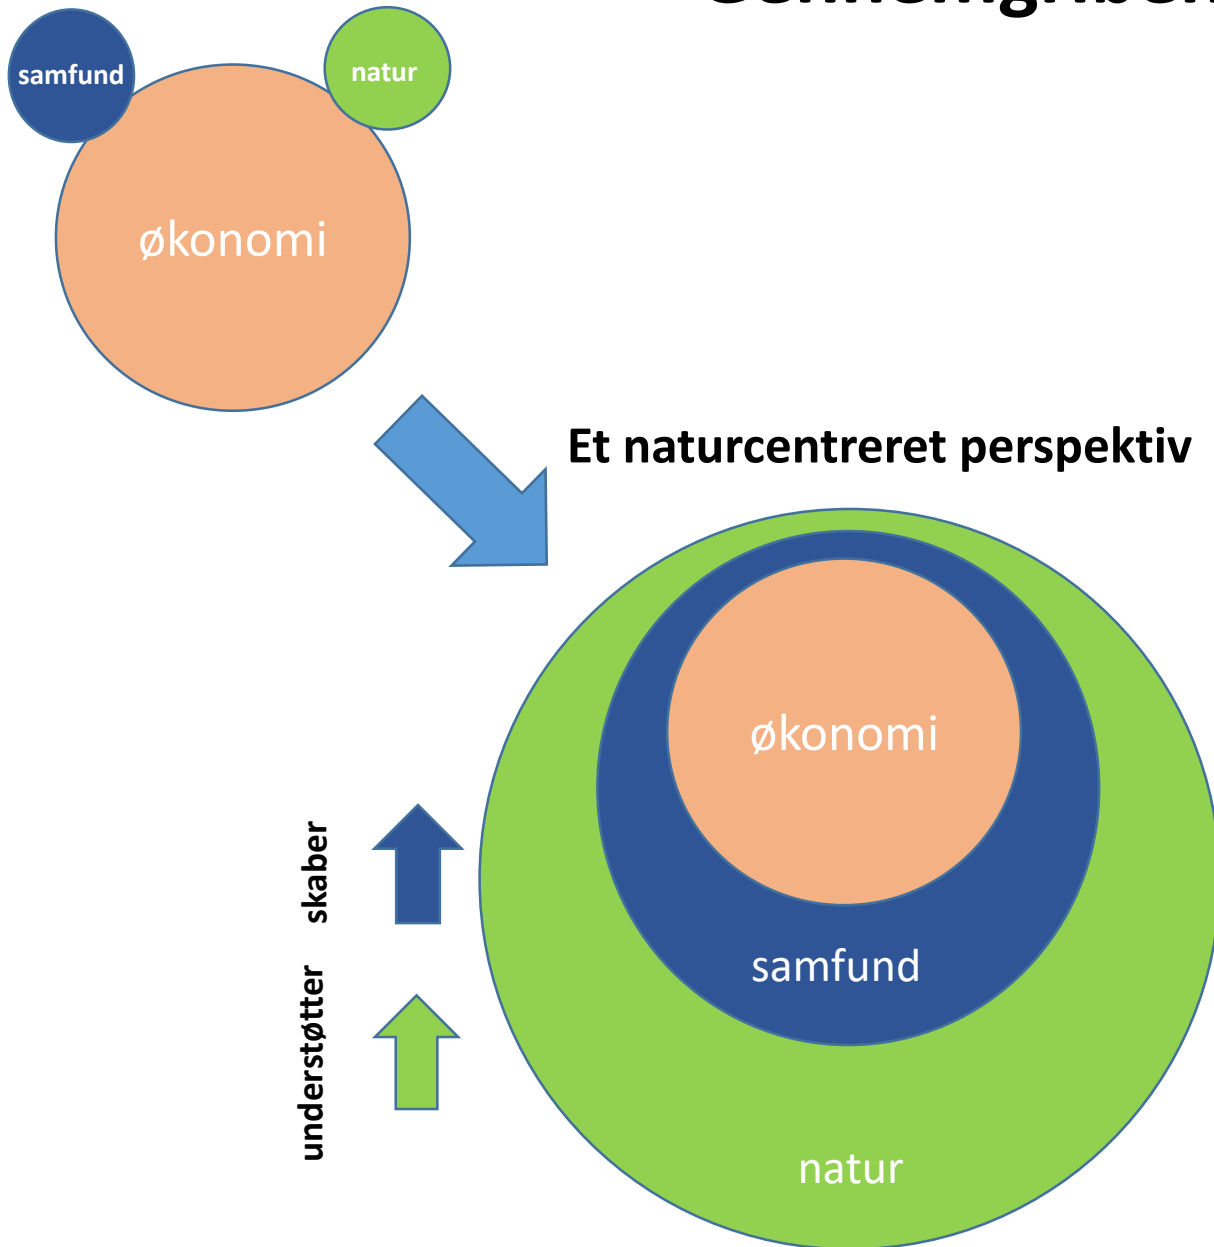 samfund
natur
økonomi
Et naturcentreret perspektiv
økonomi
skaber
samfund
understøtter
natur